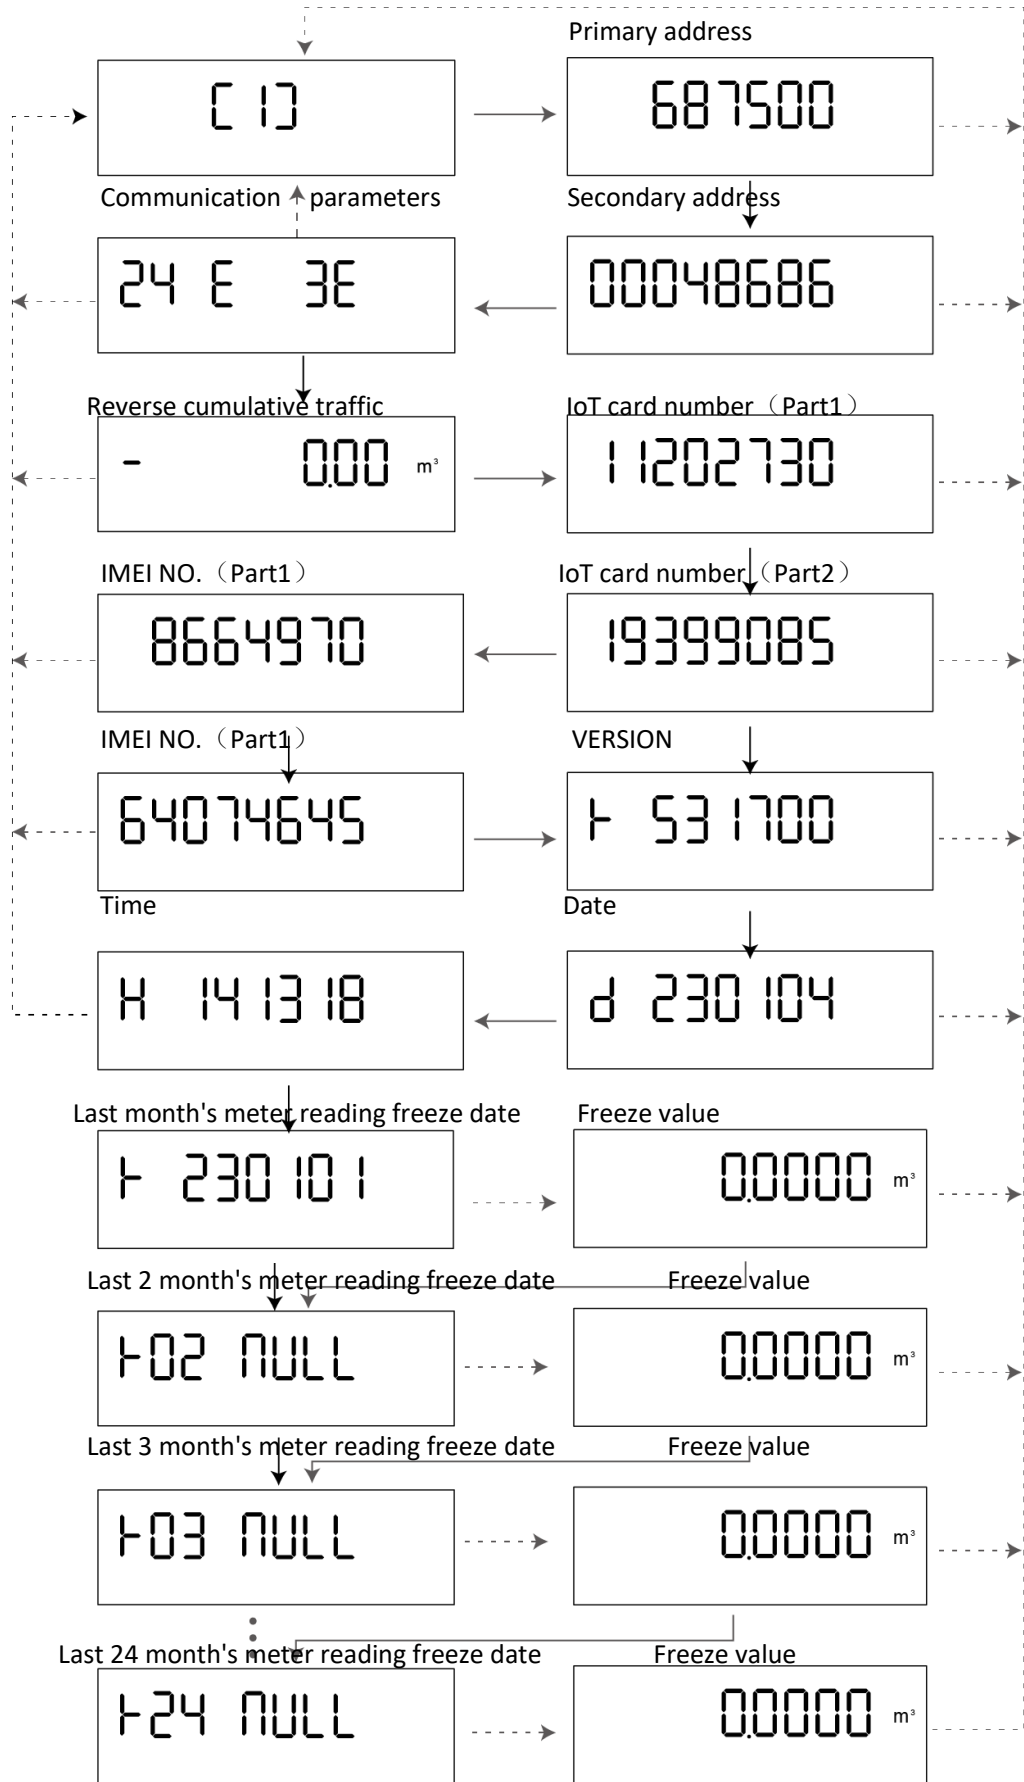 Primary address
[ 1]
687500
Communication parameters
Secondary address
24 E 3E
00048686
Reverse cumulative traffic
IoT card number（Part1）
- 0.00 m³
11202730
IMEI NO.（Part1）
IoT card number（Part2）
8664970
19399085
IMEI NO.（Part1）
VERSION
64074645
⊦ 531700
Time
Date
H 141318
d 230104
Last month's meter reading freeze date
Freeze value
⊦ 230101
0.0000 m³
Last 2 month's meter reading freeze date
Freeze value
⊦02 NULL
0.0000 m³
Last 3 month's meter reading freeze date
Freeze value
⊦03 NULL
0.0000 m³
Last 24 month's meter reading freeze date
Freeze value
⊦24 NULL
0.0000 m³